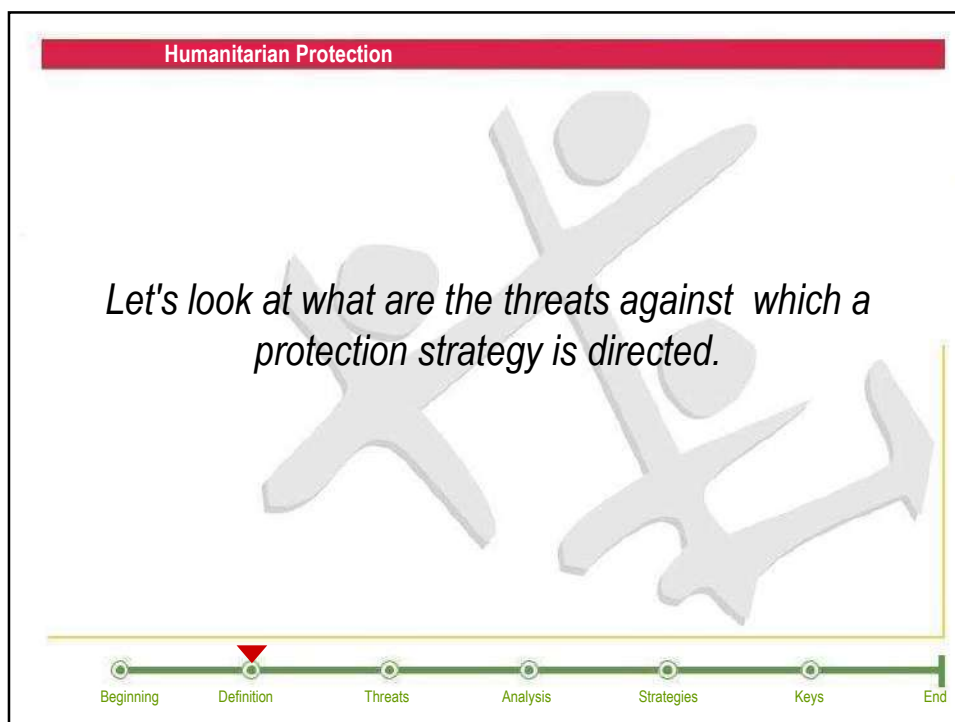 Humanitarian Protection
Let's look at what are the threats against which a
protection strategy is directed.
Beginning Definition Threats Analysis Strategies Keys End